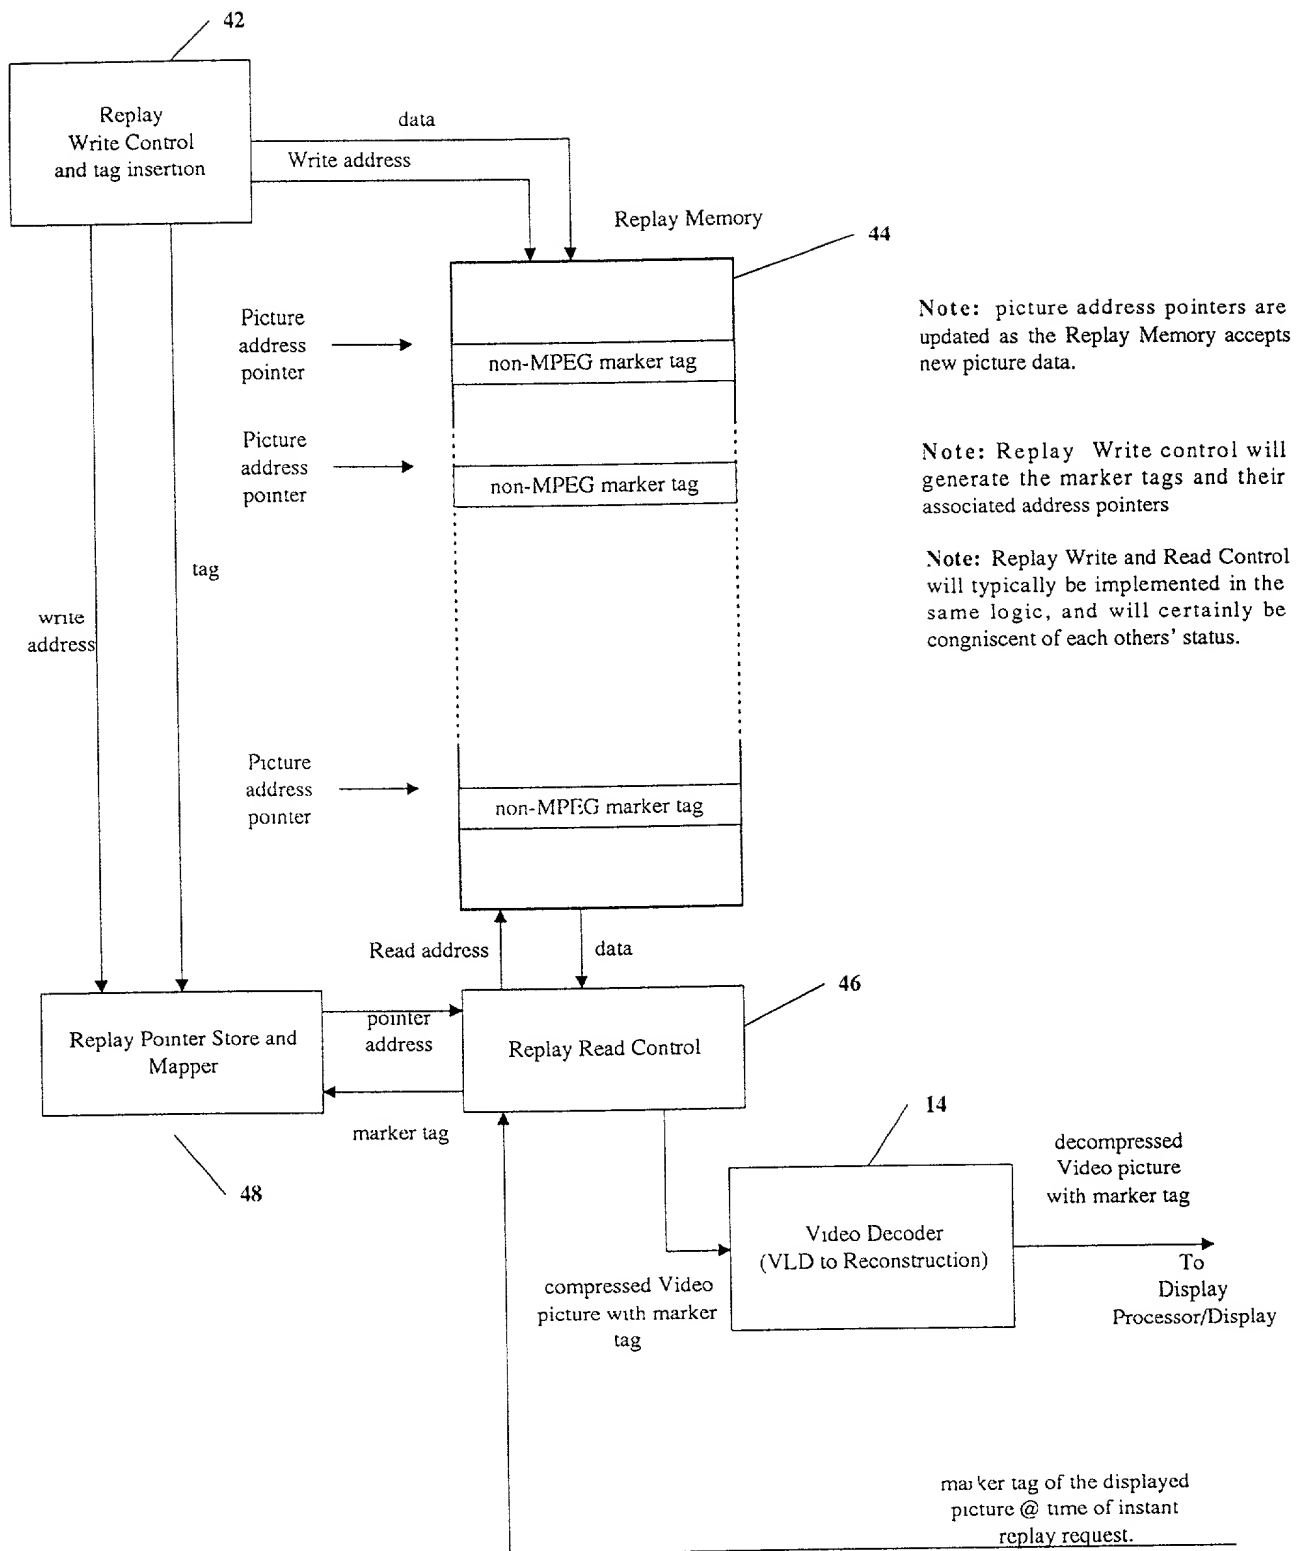 42
Replay
Write Control
and tag insertion
data
Write address
Replay Memory
44
Picture
address
pointer
non-MPEG marker tag
Note: picture address pointers are
updated as the Replay Memory accepts
new picture data.
Picture
address
pointer
non-MPEG marker tag
Note: Replay Write control will
generate the marker tags and their
associated address pointers
Note: Replay Write and Read Control
will typically be implemented in the
same logic, and will certainly be
congniscent of each others' status.
tag
write
address
Picture
address
pointer
non-MPEG marker tag
Read address
data
46
Replay Pointer Store and
Mapper
pointer
address
Replay Read Control
marker tag
48
14
decompressed
Video picture
with marker tag
Video Decoder
(VLD to Reconstruction)
To
Display
Processor/Display
compressed Video
picture with marker
tag
marker tag of the displayed
picture @ time of instant
replay request.